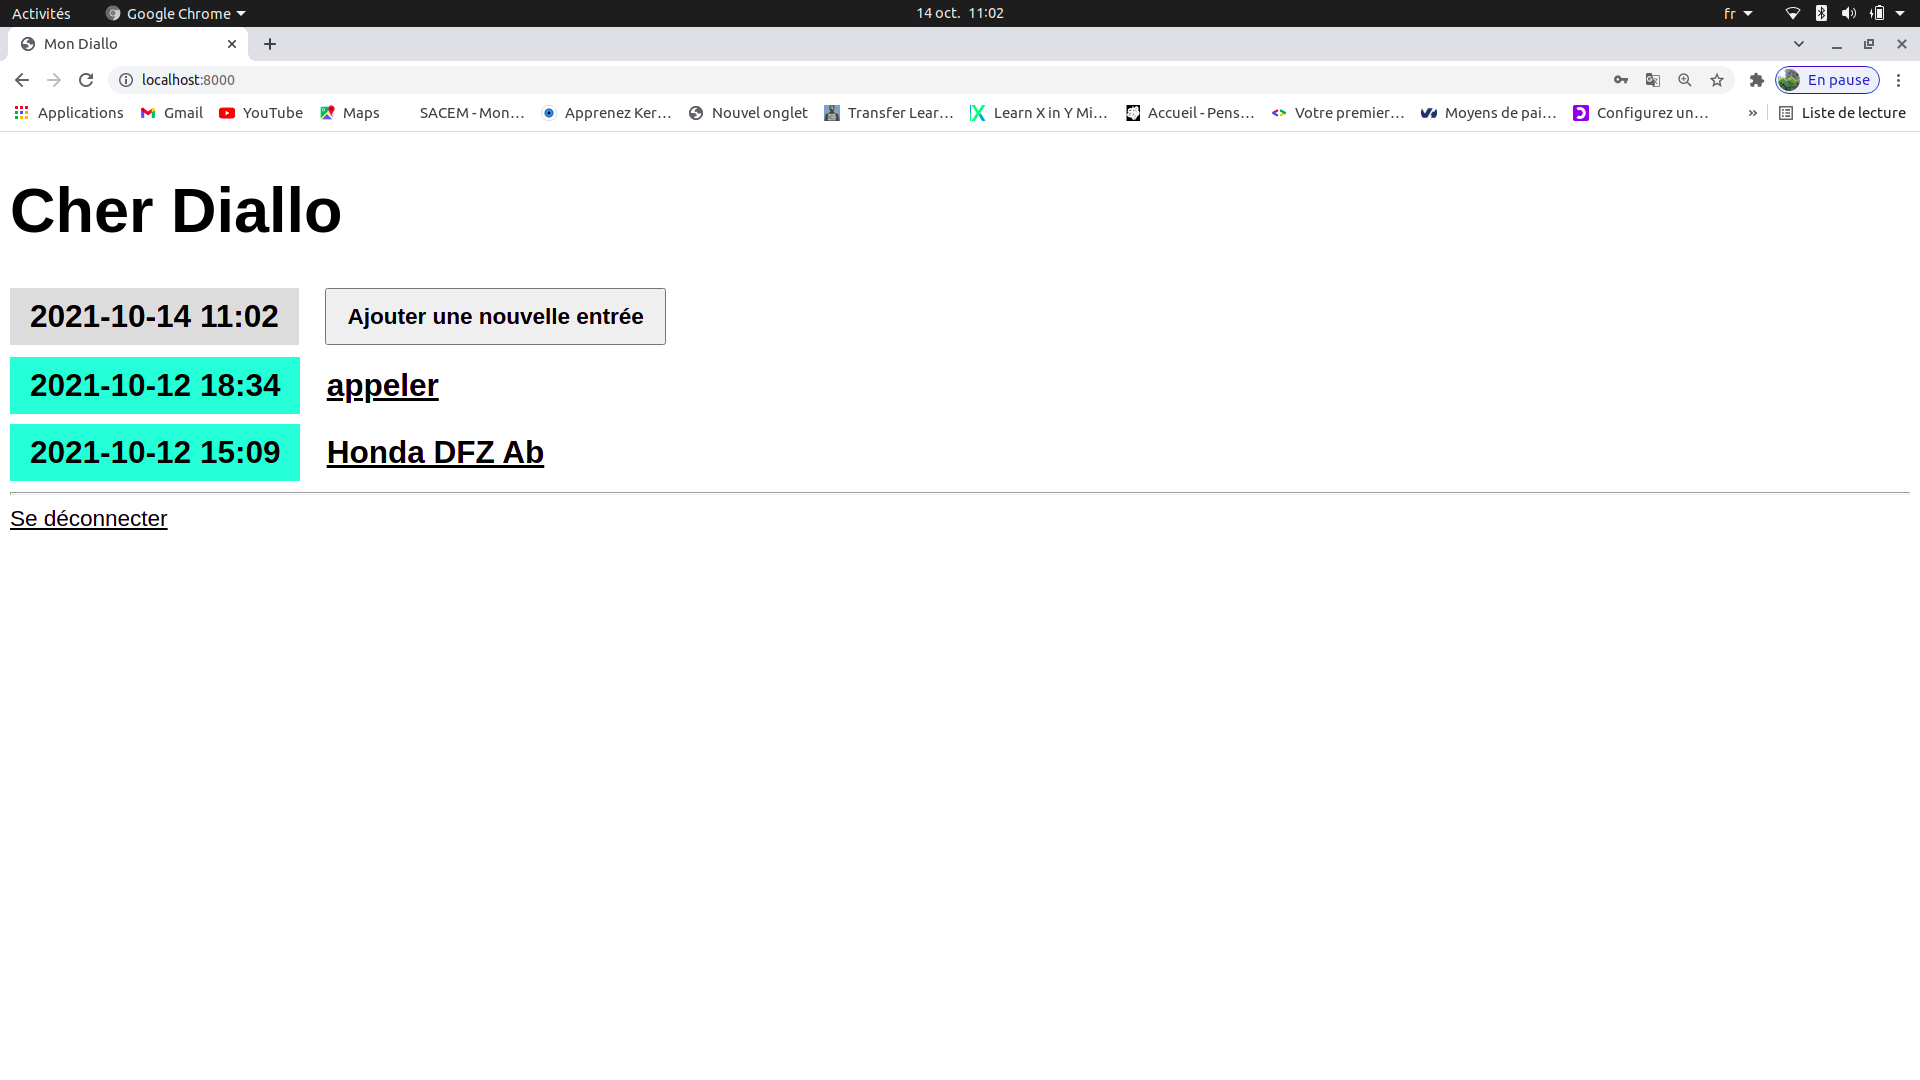 Activités Google Chrome 14 oct. 11:02 fr
Mon Diallo
localhost:8000 En pause
Applications Gmail YouTube Maps SACEM - Mon… Apprenez Ker… Nouvel onglet Transfer Lear… Learn X in Y Mi… Accueil - Pens… Votre premier… Moyens de pai… Configurez un… » Liste de lecture
Cher Diallo
2021-10-14 11:02 Ajouter une nouvelle entrée
2021-10-12 18:34 appeler
2021-10-12 15:09 Honda DFZ Ab
Se déconnecter